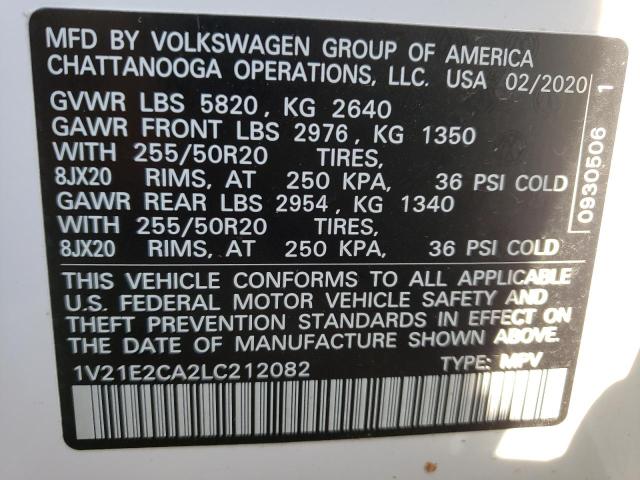 MFD BY VOLKSWAGEN GROUP OF AMERICA
CHATTANOOGA OPERATIONS, LLC. USA 02/2020
GVWR LBS 5820, KG 2640
GAWR FRONT LBS 2976, KG 1350
WITH 255/50R20 TIRES,
8JX20 RIMS, AT 250 KPA, 36 PSI COLD
GAWR REAR LBS 2954, KG 1340
WITH 255/50R20 TIRES,
8JX20 RIMS, AT 250 KPA, 36 PSI COLD
THIS VEHICLE CONFORMS TO ALL APPLICABLE
U.S. FEDERAL MOTOR VEHICLE SAFETY AND
THEFT PREVENTION STANDARDS IN EFFECT ON
THE DATE OF MANUFACTURE SHOWN ABOVE.
1V21E2CA2LC212082 TYPE: MPV
0930506 1